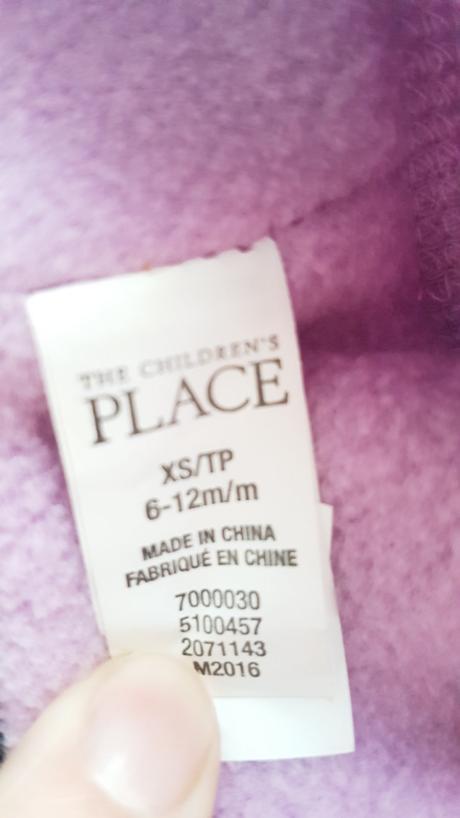 THE CHILDREN'S
PLACE
XS/TP
6-12m/m
MADE IN CHINA
FABRIQUÉ EN CHINE
7000030
5100457
2071143
M2016